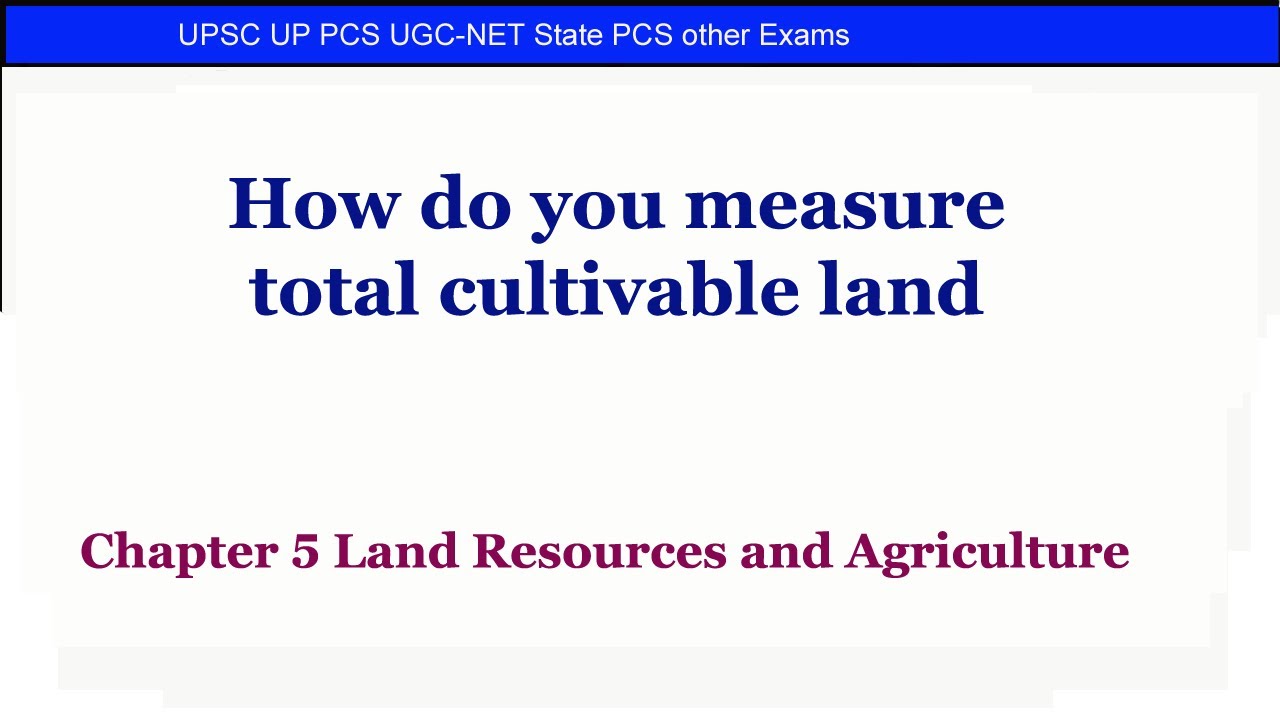 UPSC UP PCS UGC-NET State PCS other Exams
How do you measure
total cultivable land
Chapter 5 Land Resources and Agriculture